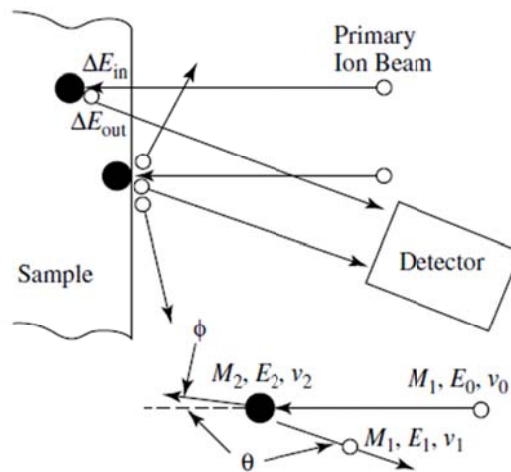 Primary
Ion Beam
ΔE_in
ΔE_out
Sample
Detector
ϕ
M_2, E_2, v_2
M_1, E_0, v_0
M_1, E_1, v_1
θ